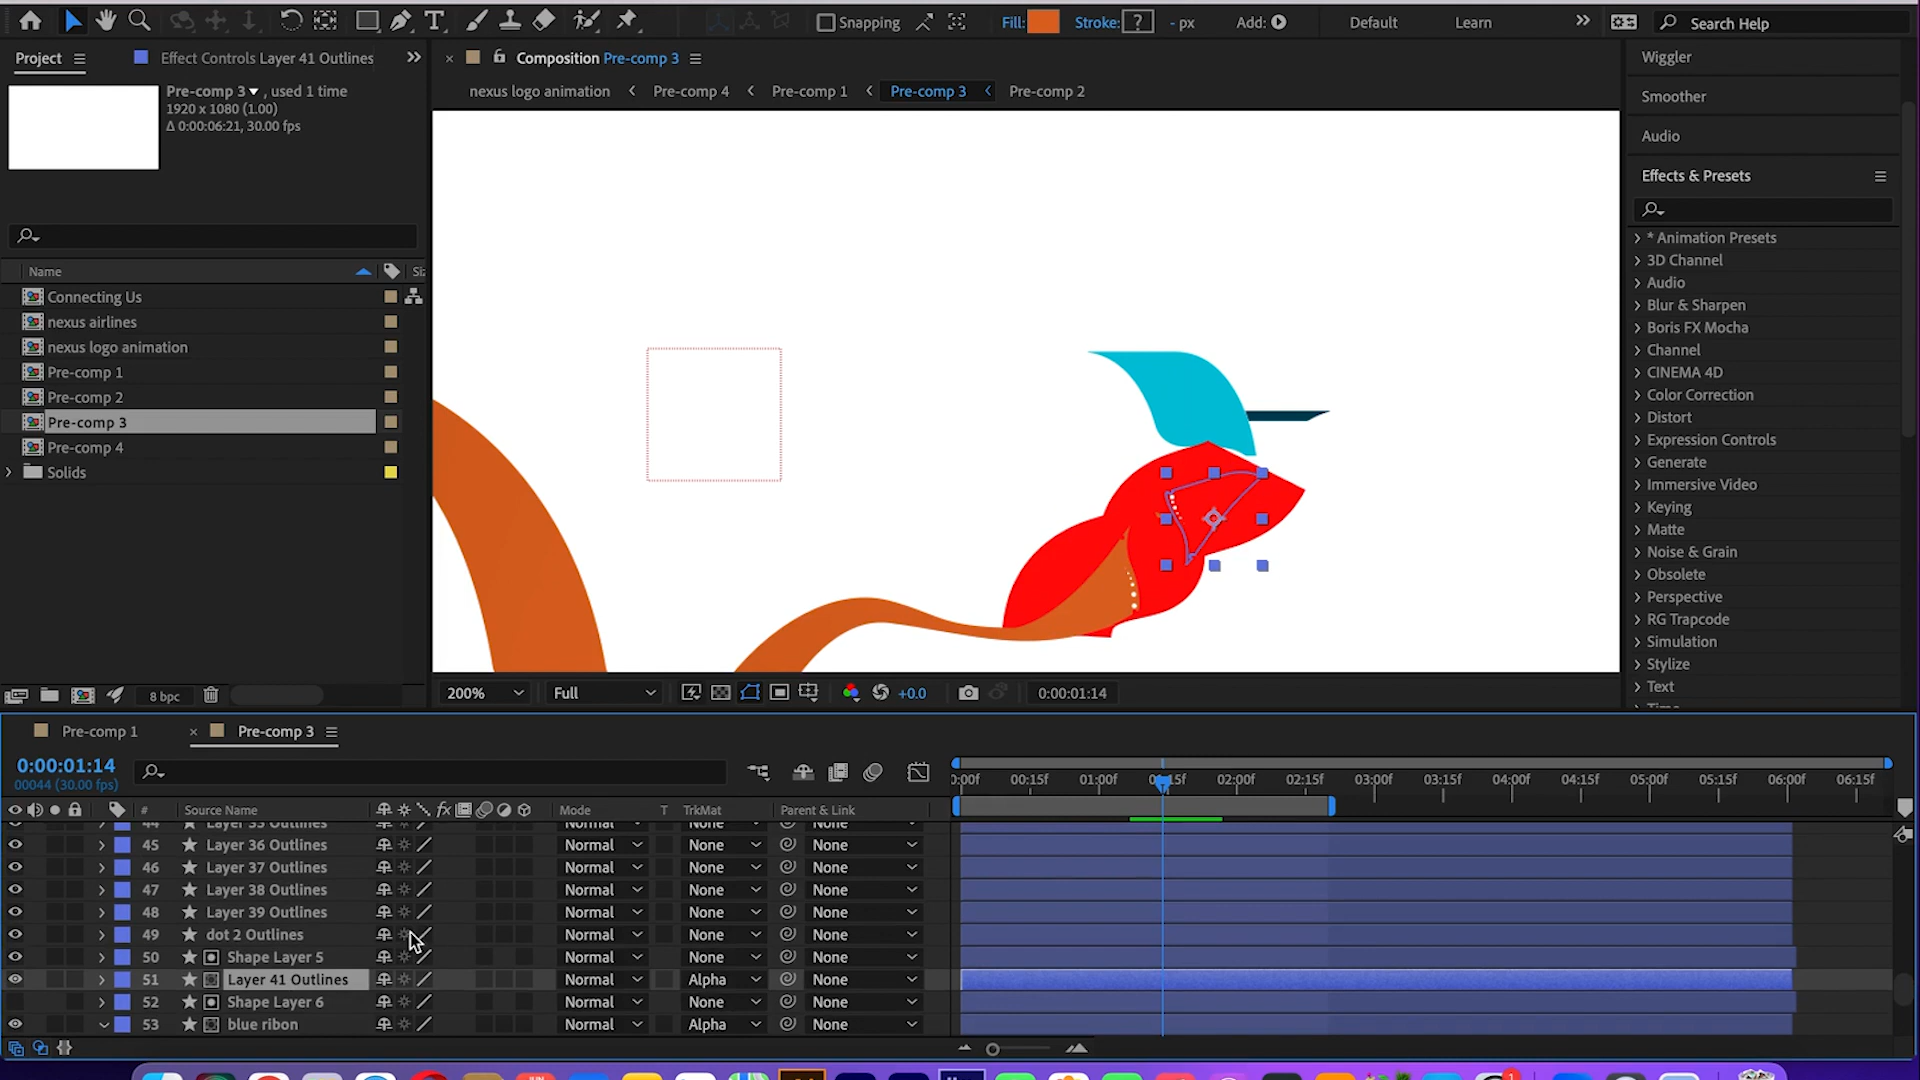 Snapping
Fill:
Stroke: ? - px
Add:
Default
Learn
Search Help
Project
Effect Controls Layer 41 Outlines
Composition Pre-comp 3
Pre-comp 3 , used 1 time
1920 x 1080 (1.00)
Δ 0:00:06:21, 30.00 fps
nexus logo animation
Pre-comp 4
Pre-comp 1
Pre-comp 3
Pre-comp 2
Name
Connecting Us
nexus airlines
nexus logo animation
Pre-comp 1
Pre-comp 2
Pre-comp 3
Pre-comp 4
Solids
8 bpc
200%
Full
+0.0
0:00:01:14
Wiggler
Smoother
Audio
Effects & Presets
* Animation Presets
3D Channel
Audio
Blur & Sharpen
Boris FX Mocha
Channel
CINEMA 4D
Color Correction
Distort
Expression Controls
Generate
Immersive Video
Keying
Matte
Noise & Grain
Obsolete
Perspective
RG Trapcode
Simulation
Stylize
Text
Time
Pre-comp 1
Pre-comp 3
0:00:01:14
00044 (30.00 fps)
:00f 00:15f 01:00f 02:00f 02:15f 03:00f 03:15f 04:00f 04:15f 05:00f 05:15f 06:00f 06:15f
# Source Name Mode T TrkMat Parent & Link
44 Layer 35 Outlines Normal None None
45 Layer 36 Outlines Normal None None
46 Layer 37 Outlines Normal None None
47 Layer 38 Outlines Normal None None
48 Layer 39 Outlines Normal None None
49 dot 2 Outlines Normal None None
50 Shape Layer 5 Normal None None
51 Layer 41 Outlines Normal Alpha None
52 Shape Layer 6 Normal None None
53 blue ribon Normal Alpha None